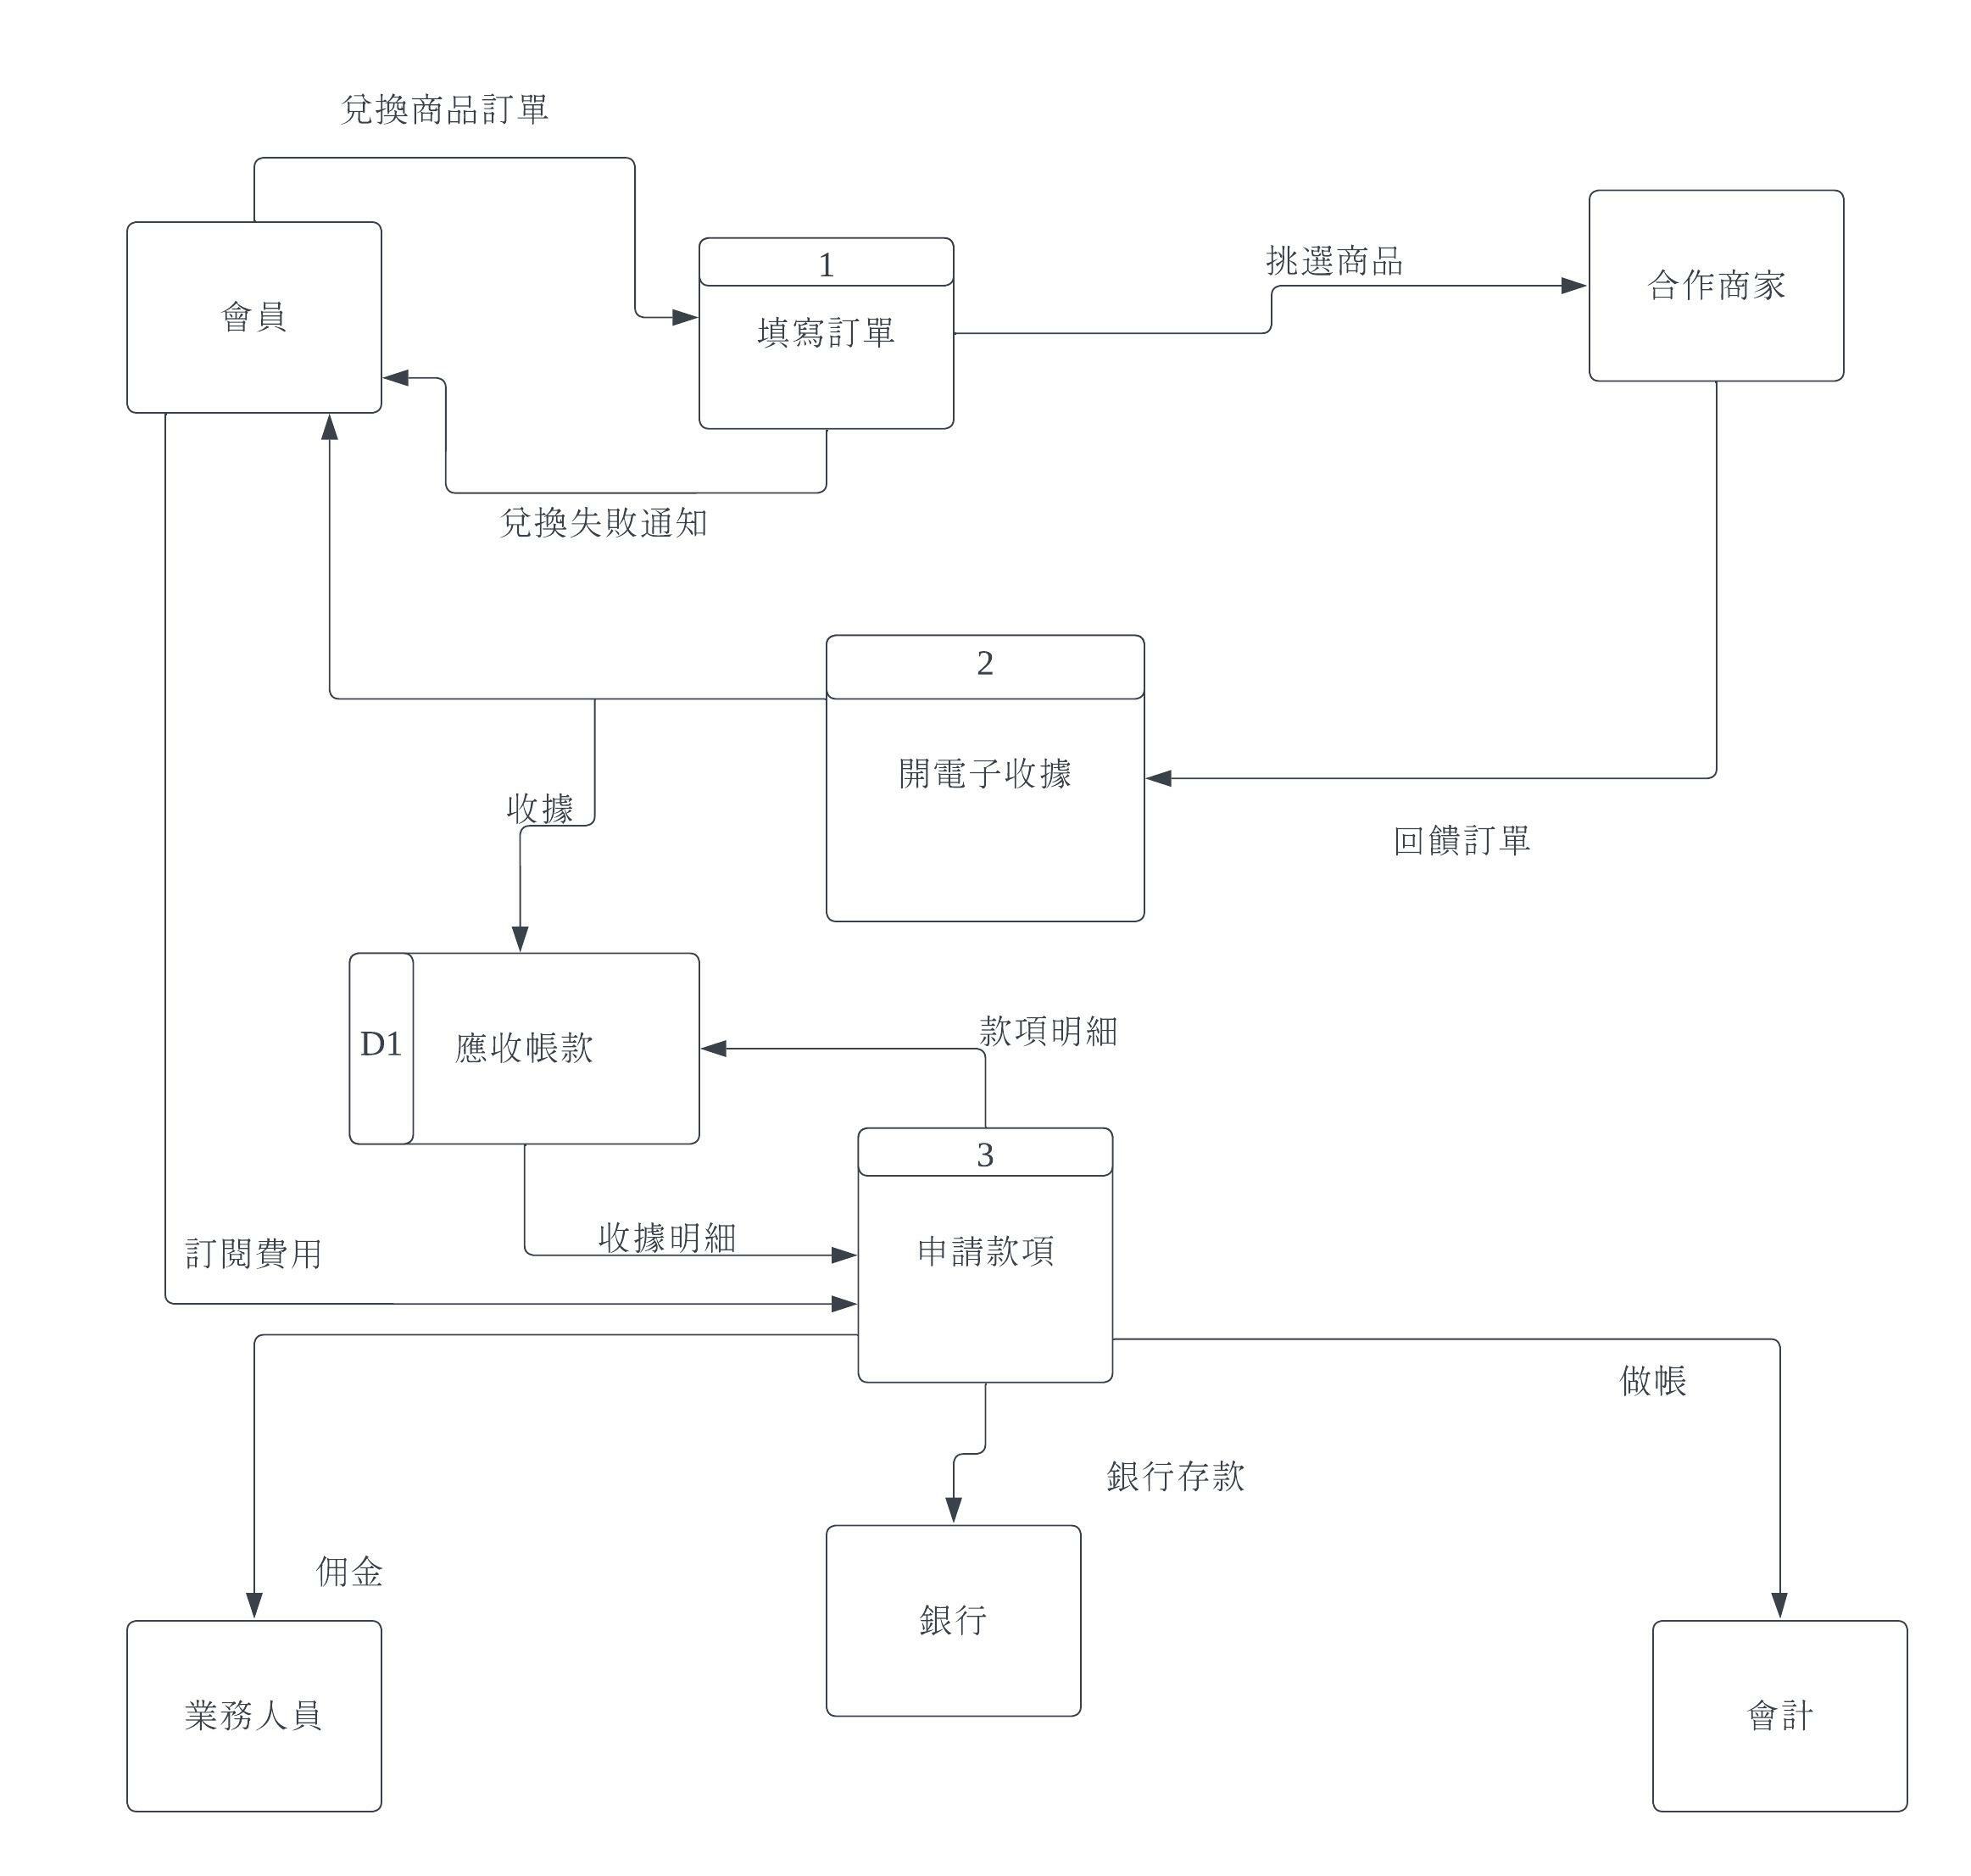 兌換商品訂單
會員
1
填寫訂單
挑選商品
合作商家
兌換失敗通知
2
開電子收據
收據
回饋訂單
D1
應收帳款
款項明細
3
申請款項
收據明細
訂閱費用
做帳
銀行存款
佣金
銀行
業務人員
會計